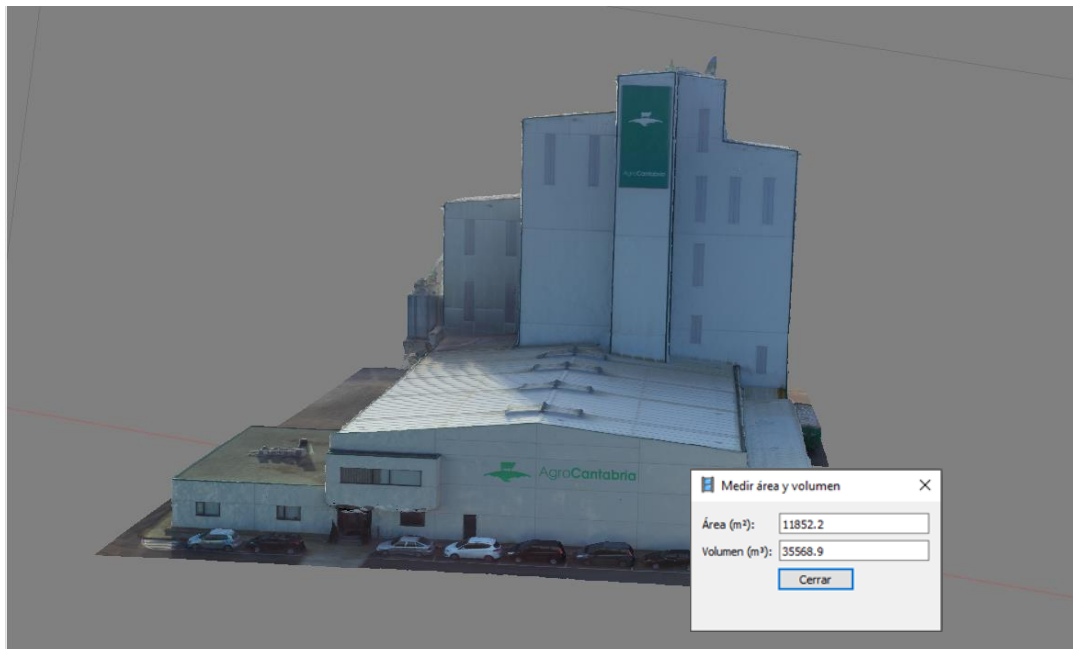 AgroCantabria
AgroCantabria
Medir área y volumen
Área (m²):
11852.2
Volumen (m³):
35568.9
Cerrar